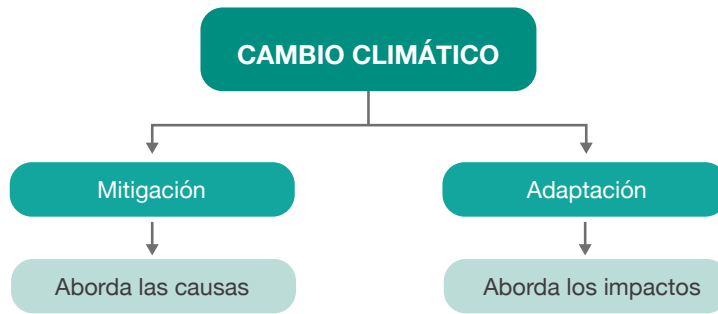 CAMBIO CLIMÁTICO
Mitigación
Adaptación
Aborda las causas
Aborda los impactos